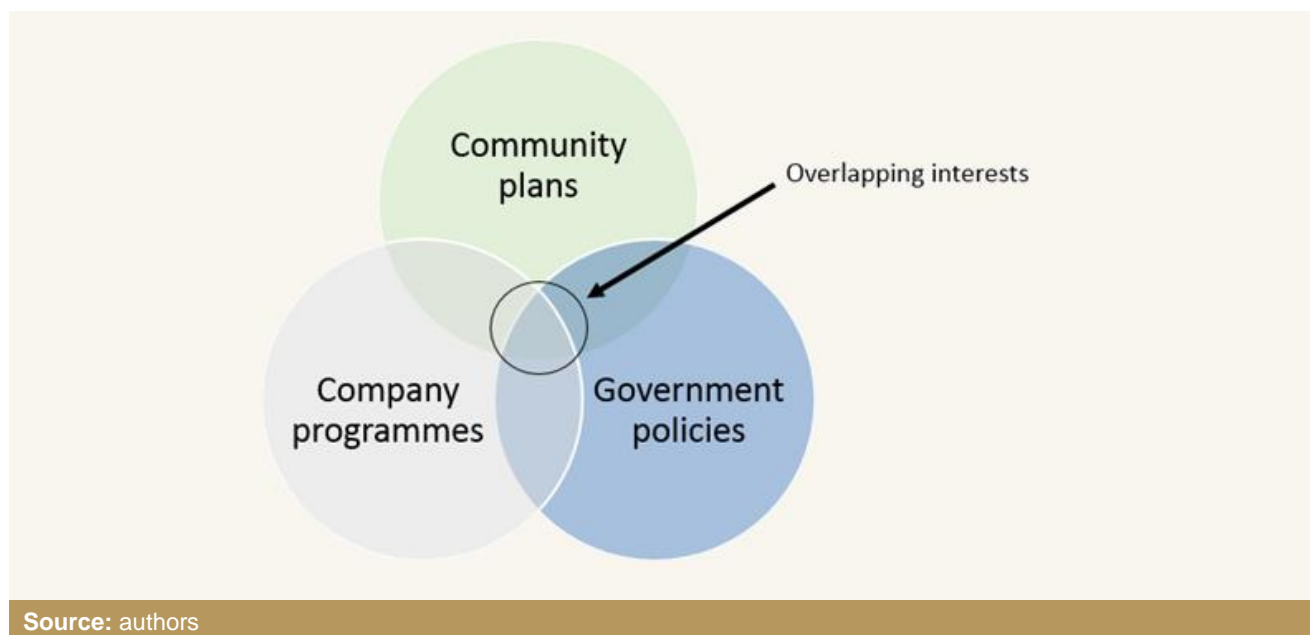 Community
plans
Overlapping interests
Company
programmes
Government
policies
Source: authors